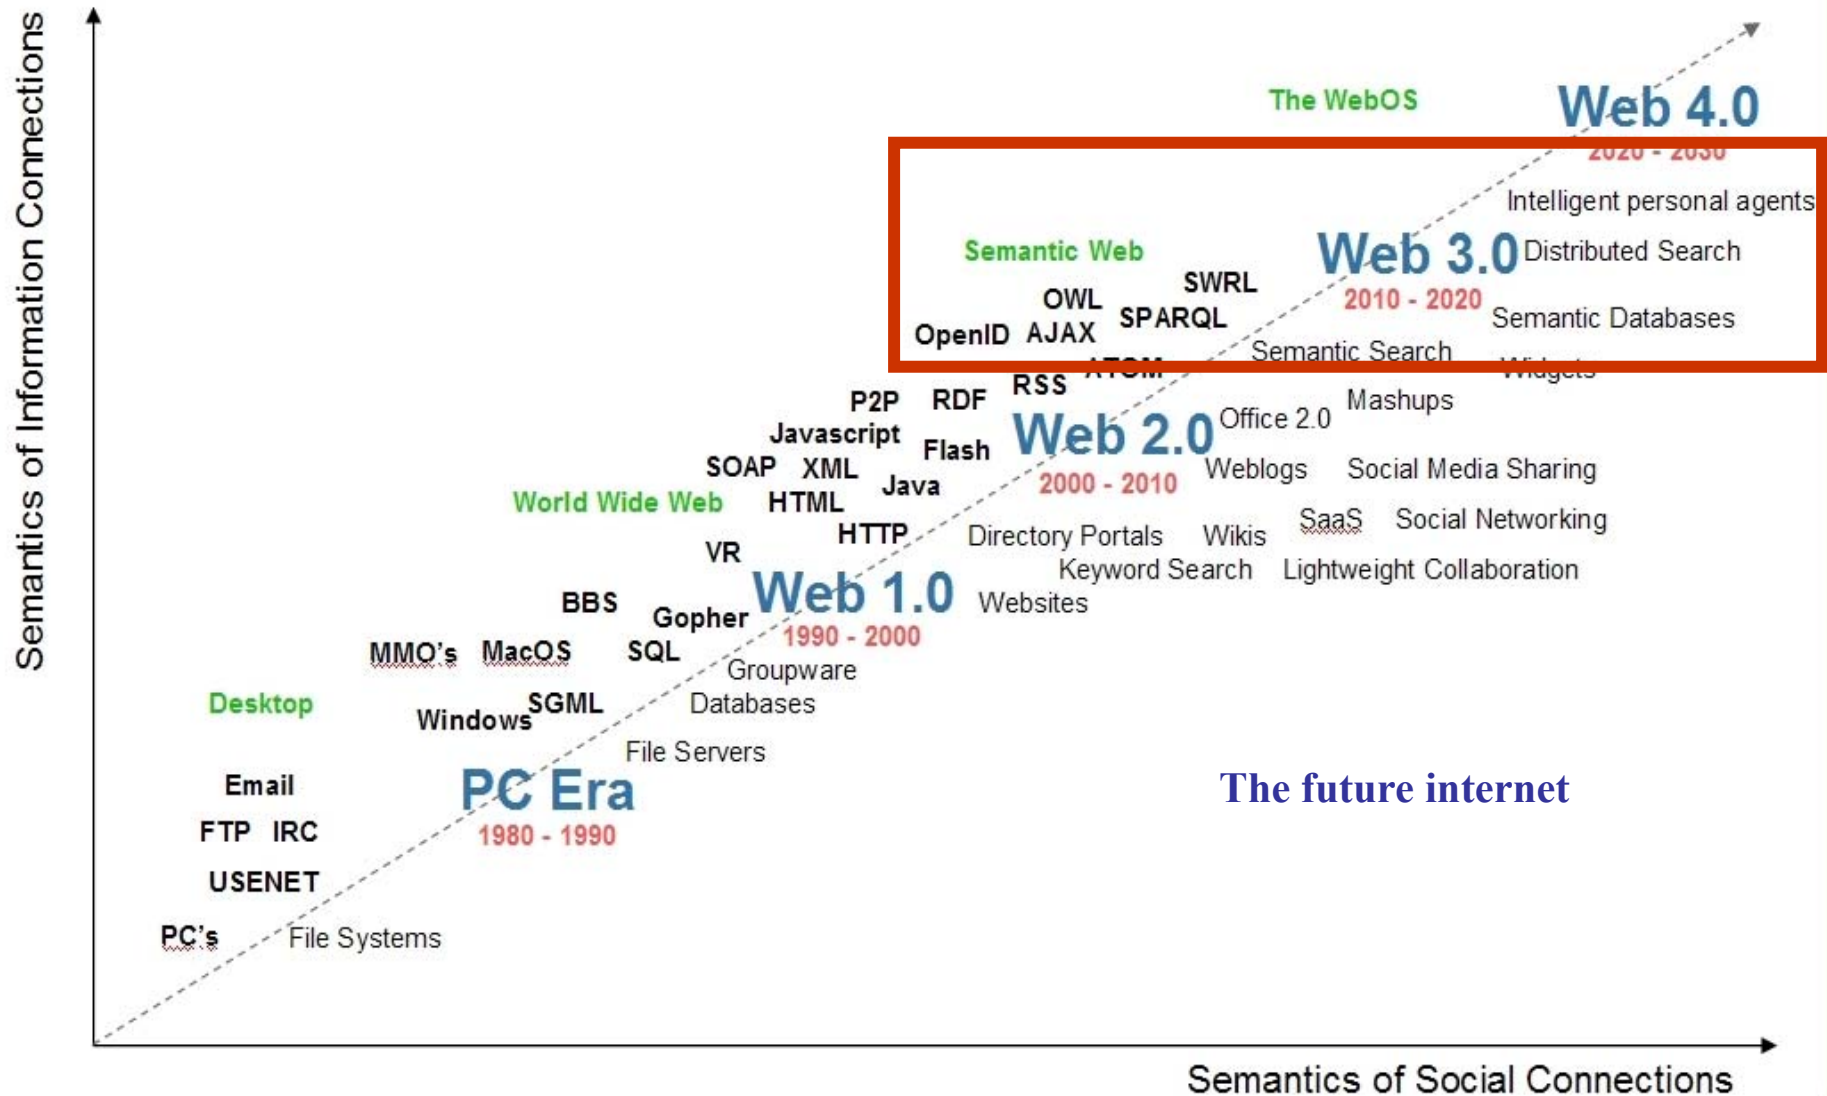 Semantics of Information Connections
The WebOS
Web 4.0
2020 - 2030
Intelligent personal agents
Semantic Web
Web 3.0
Distributed Search
SWRL
OWL
2010 - 2020
SPARQL
Semantic Databases
OpenID
AJAX
Semantic Search
ATOM
Widgets
RSS
P2P
RDF
Mashups
Office 2.0
Javascript
Web 2.0
Flash
SOAP
XML
Weblogs
Social Media Sharing
Java
2000 - 2010
World Wide Web
HTML
SaaS
Social Networking
HTTP
Directory Portals
Wikis
VR
Keyword Search
Lightweight Collaboration
Web 1.0
BBS
Websites
Gopher
1990 - 2000
MMO's
MacOS
SQL
Groupware
Desktop
SGML
Databases
Windows
File Servers
Email
PC Era
The future internet
FTP
IRC
1980 - 1990
USENET
PC's
File Systems
Semantics of Social Connections